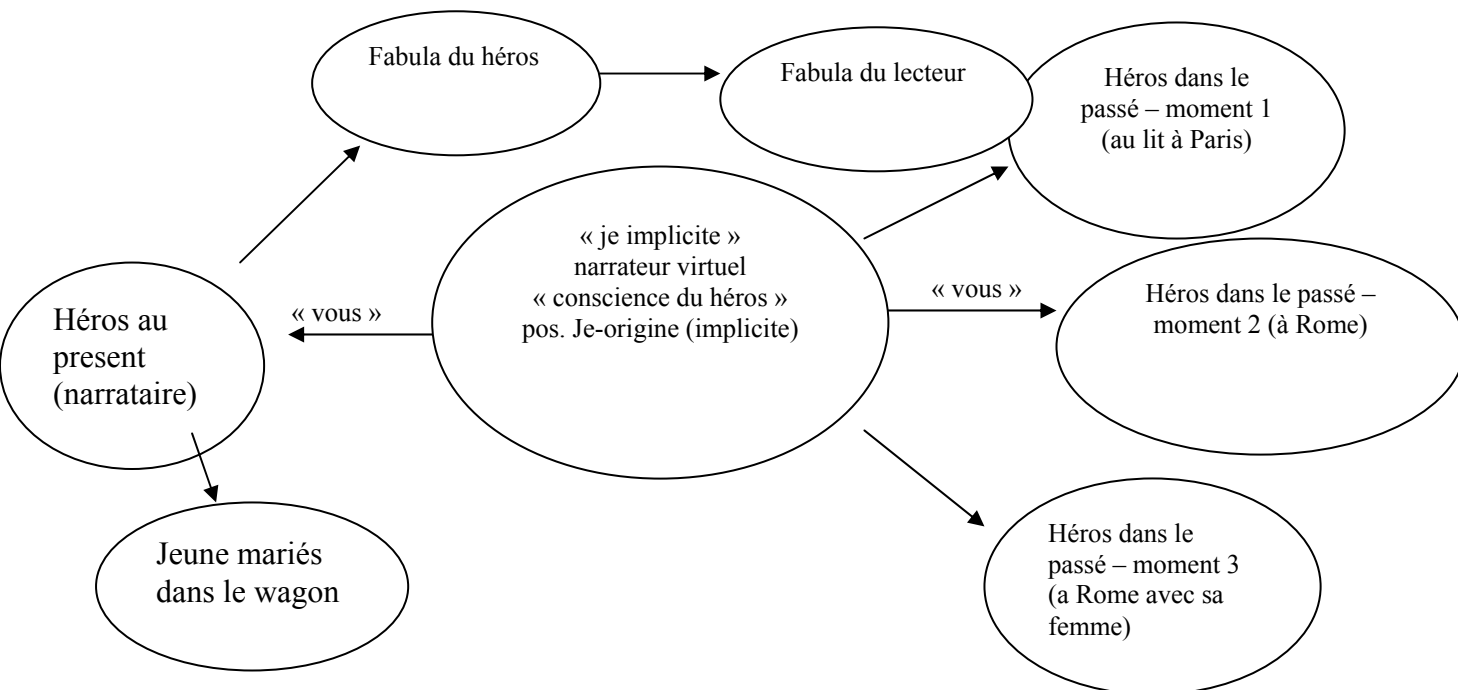 Fabula du héros
Fabula du lecteur
Héros dans le
passé – moment 1
(au lit à Paris)
« je implicite »
narrateur virtuel
« conscience du héros »
pos. Je-origine (implicite)
« vous »
« vous »
Héros dans le passé –
moment 2 (à Rome)
Héros au
present
(narrataire)
Jeune mariés
dans le wagon
Héros dans le
passé – moment 3
(a Rome avec sa
femme)